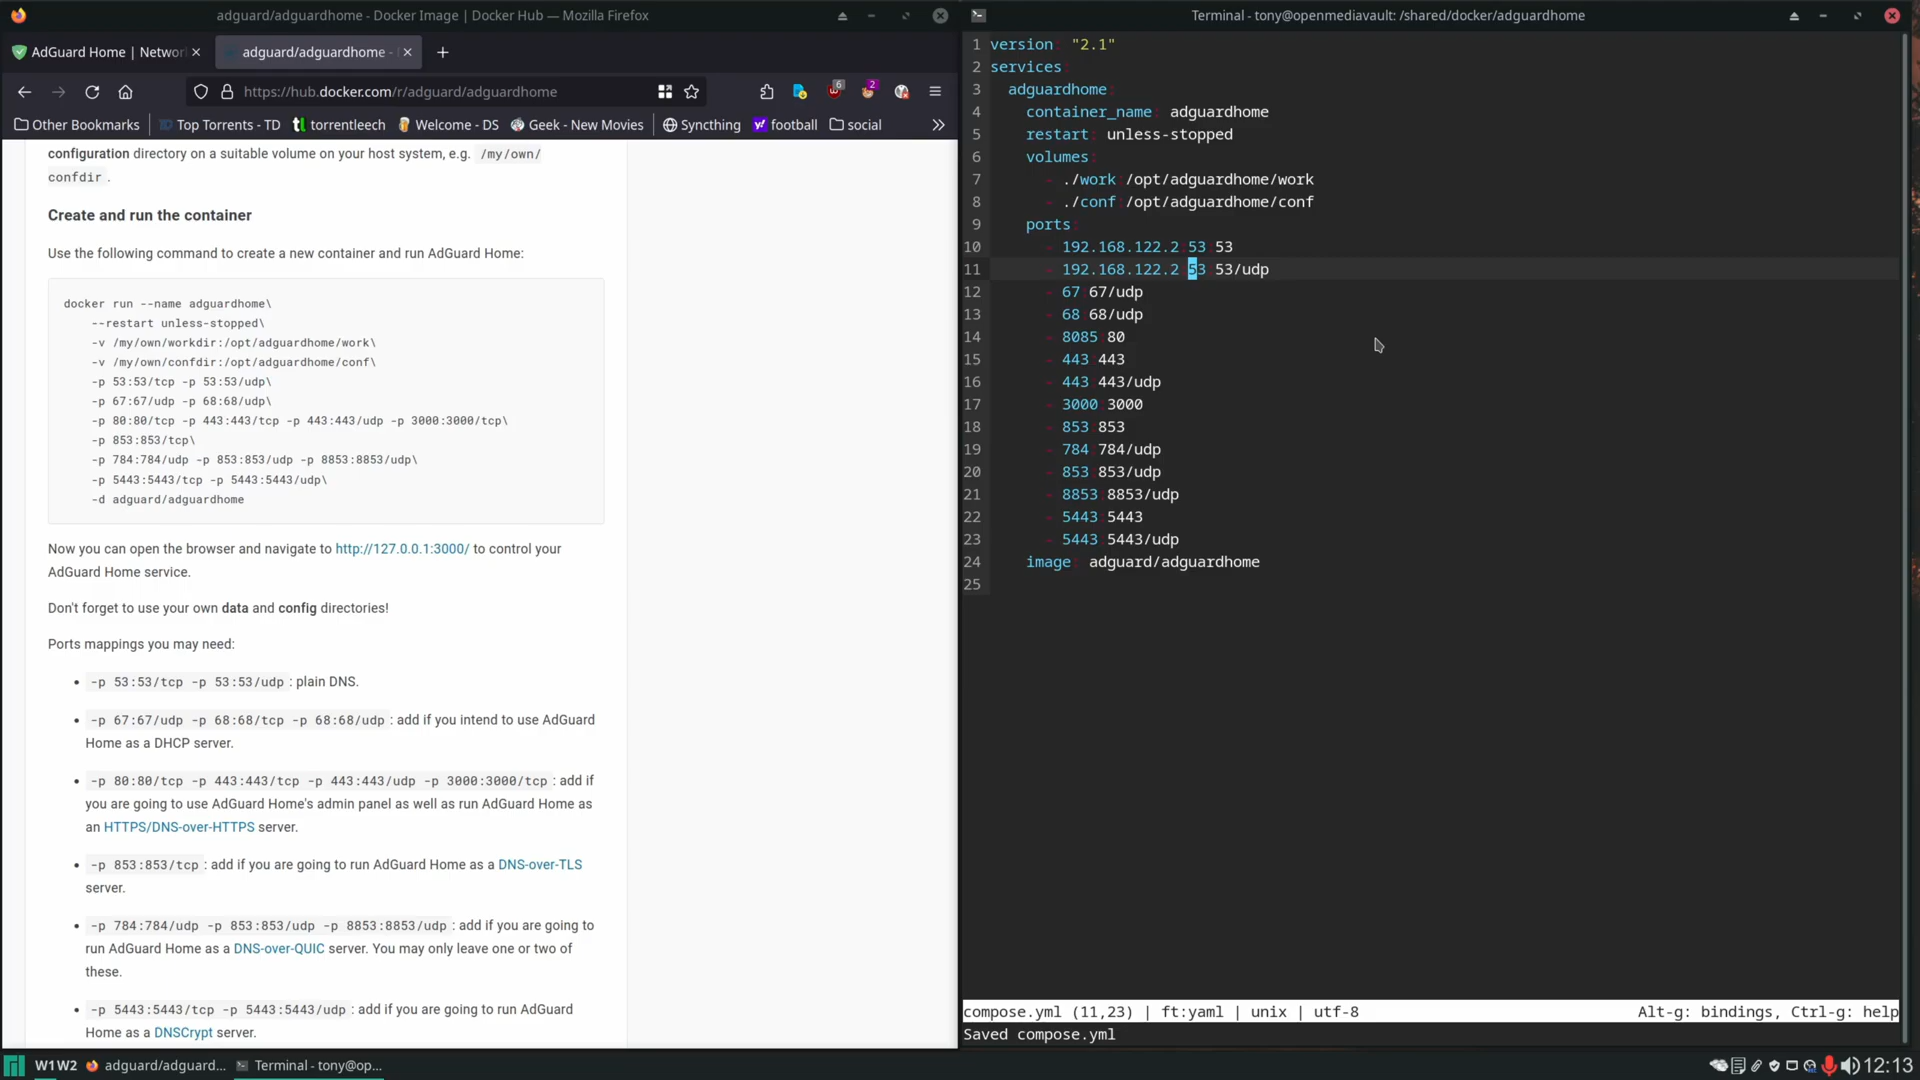 adguard/adguardhome - Docker Image | Docker Hub — Mozilla Firefox
AdGuard Home | Networ
adguard/adguardhome -
https://hub.docker.com/r/adguard/adguardhome
6
2
Other Bookmarks
Top Torrents - TD
torrentleech
Welcome - DS
Geek - New Movies
Syncthing
football
social
configuration directory on a suitable volume on your host system, e.g. /my/own/
confdir .
Create and run the container
Use the following command to create a new container and run AdGuard Home:
docker run --name adguardhome\
--restart unless-stopped\
-v /my/own/workdir:/opt/adguardhome/work\
-v /my/own/confdir:/opt/adguardhome/conf\
-p 53:53/tcp -p 53:53/udp\
-p 67:67/udp -p 68:68/udp\
-p 80:80/tcp -p 443:443/tcp -p 443:443/udp -p 3000:3000/tcp\
-p 853:853/tcp\
-p 784:784/udp -p 853:853/udp -p 8853:8853/udp\
-p 5443:5443/tcp -p 5443:5443/udp\
-d adguard/adguardhome
Now you can open the browser and navigate to http://127.0.0.1:3000/ to control your
AdGuard Home service.
Don't forget to use your own data and config directories!
Ports mappings you may need:
• -p 53:53/tcp -p 53:53/udp : plain DNS.
• -p 67:67/udp -p 68:68/tcp -p 68:68/udp : add if you intend to use AdGuard
Home as a DHCP server.
• -p 80:80/tcp -p 443:443/tcp -p 443:443/udp -p 3000:3000/tcp : add if
you are going to use AdGuard Home's admin panel as well as run AdGuard Home as
an HTTPS/DNS-over-HTTPS server.
• -p 853:853/tcp : add if you are going to run AdGuard Home as a DNS-over-TLS
server.
• -p 784:784/udp -p 853:853/udp -p 8853:8853/udp : add if you are going to
run AdGuard Home as a DNS-over-QUIC server. You may only leave one or two of
these.
• -p 5443:5443/tcp -p 5443:5443/udp : add if you are going to run AdGuard
Home as a DNSCrypt server.
Terminal - tony@openmediavault: /shared/docker/adguardhome
1 version: "2.1"
2 services:
3 adguardhome:
4 container_name: adguardhome
5 restart: unless-stopped
6 volumes:
7 - ./work:/opt/adguardhome/work
8 - ./conf:/opt/adguardhome/conf
9 ports:
10 - 192.168.122.2:53:53
11 - 192.168.122.2:53:53/udp
12 - 67:67/udp
13 - 68:68/udp
14 - 8085:80
15 - 443:443
16 - 443:443/udp
17 - 3000:3000
18 - 853:853
19 - 784:784/udp
20 - 853:853/udp
21 - 8853:8853/udp
22 - 5443:5443
23 - 5443:5443/udp
24 image: adguard/adguardhome
25
compose.yml (11,23) | ft:yaml | unix | utf-8
Alt-g: bindings, Ctrl-g: help
Saved compose.yml
W1W2
adguard/adguard...
Terminal - tony@op...
12:13